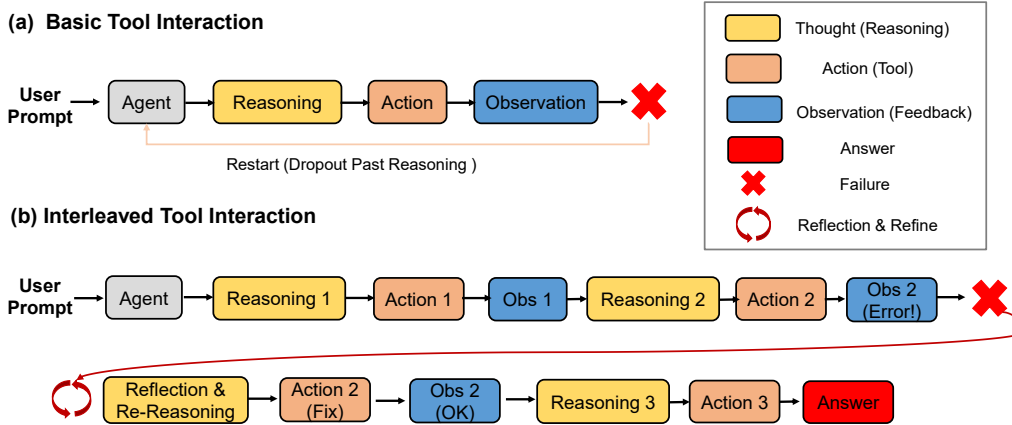 (a) Basic Tool Interaction
User
Prompt
Agent
Reasoning
Action
Observation
Restart (Dropout Past Reasoning )
Thought (Reasoning)
Action (Tool)
Observation (Feedback)
Answer
Failure
Reflection & Refine
(b) Interleaved Tool Interaction
User
Prompt
Agent
Reasoning 1
Action 1
Obs 1
Reasoning 2
Action 2
Obs 2
(Error!)
Reflection &
Re-Reasoning
Action 2
(Fix)
Obs 2
(OK)
Reasoning 3
Action 3
Answer